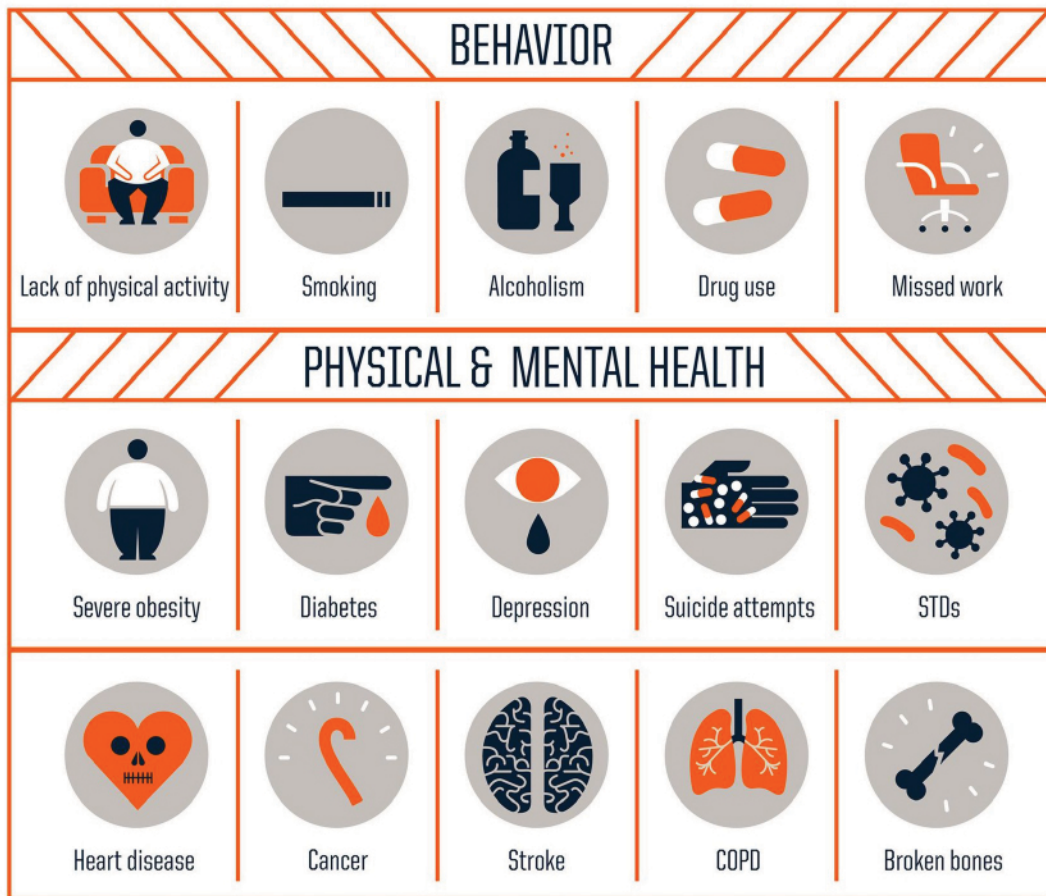 BEHAVIOR
Lack of physical activity
Smoking
Alcoholism
Drug use
Missed work
PHYSICAL & MENTAL HEALTH
Severe obesity
Diabetes
Depression
Suicide attempts
STDs
Heart disease
Cancer
Stroke
COPD
Broken bones